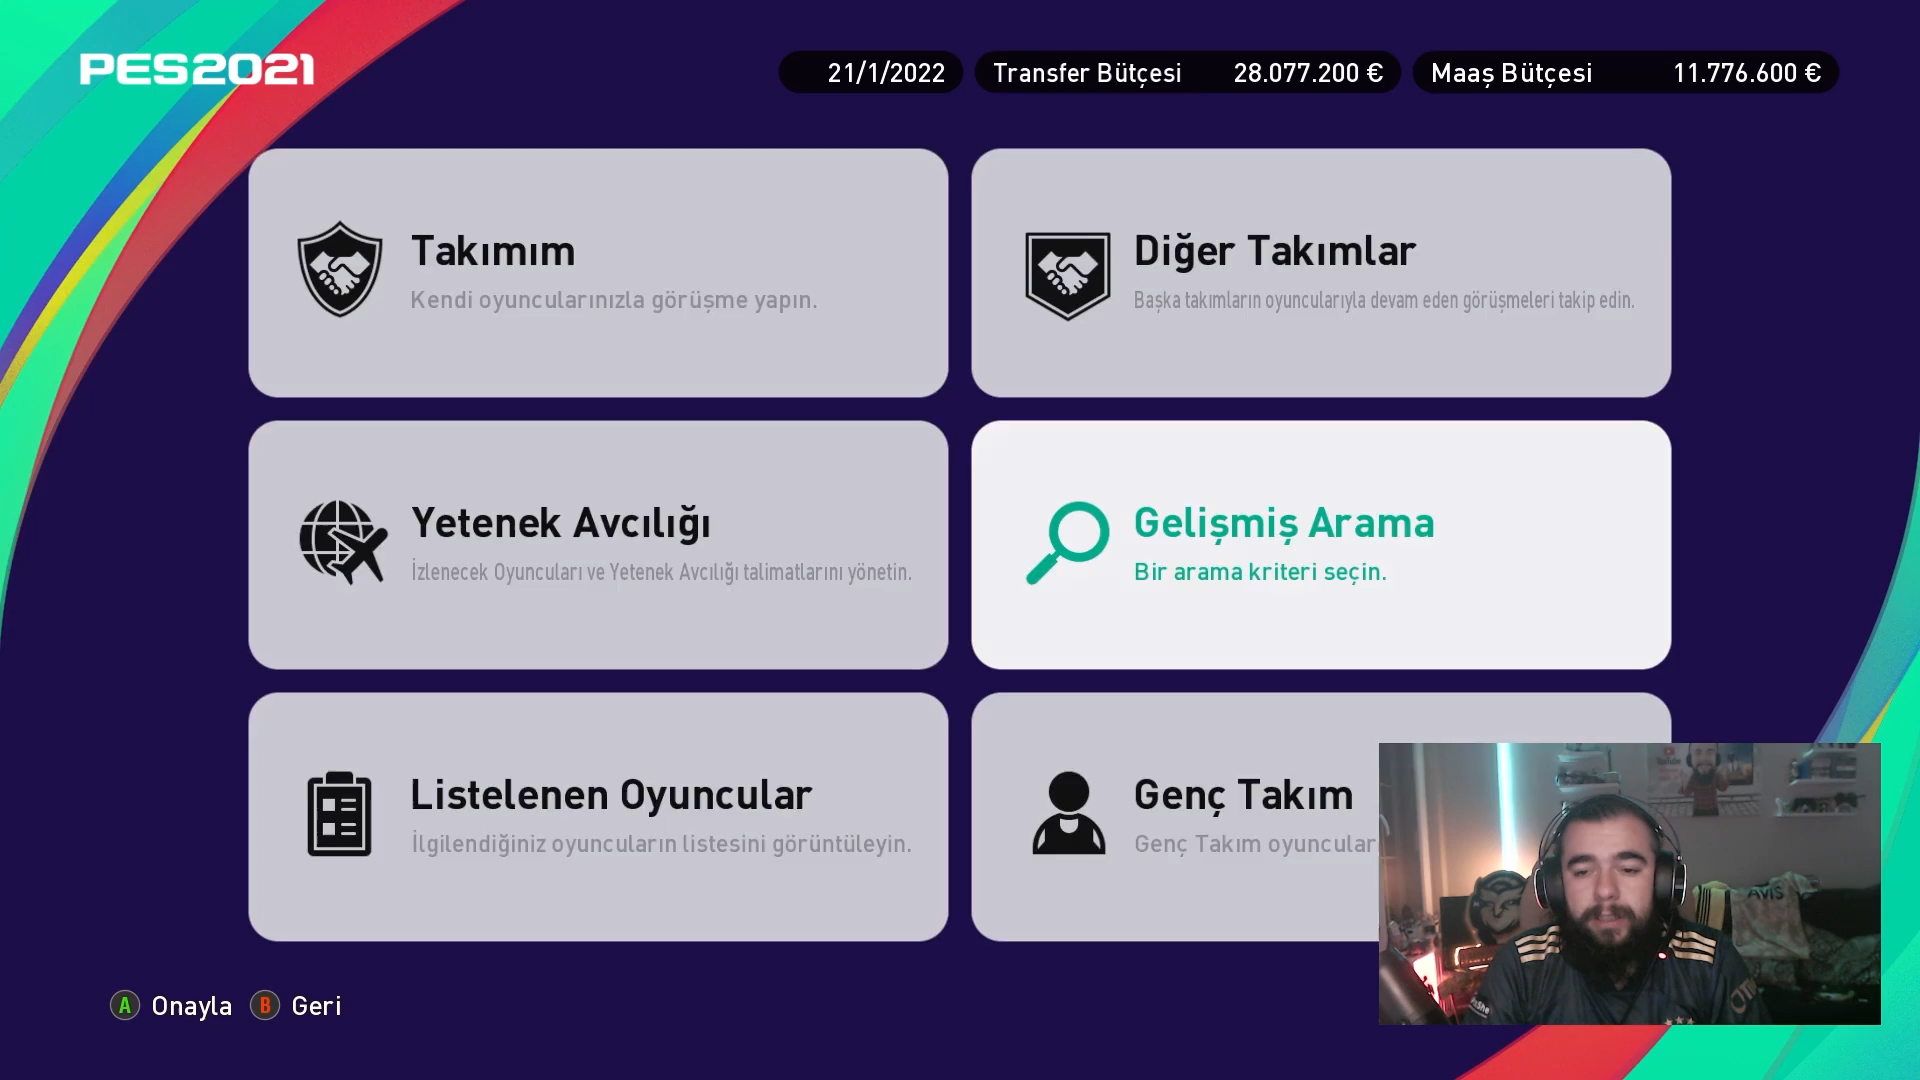 PES2021
21/1/2022 Transfer Bütçesi 28.077.200 € Maaş Bütçesi 11.776.600 €
Takımım
Kendi oyuncularınızla görüşme yapın.
Diğer Takımlar
Başka takımların oyuncularıyla devam eden görüşmeleri takip edin.
Yetenek Avcılığı
İzlenecek Oyuncuları ve Yetenek Avcılığı talimatlarını yönetin.
Gelişmiş Arama
Bir arama kriteri seçin.
Listelenen Oyuncular
İlgilendiğiniz oyuncuların listesini görüntüleyin.
Genç Takım
Genç Takım oyuncular
AVIS
A Onayla B Geri